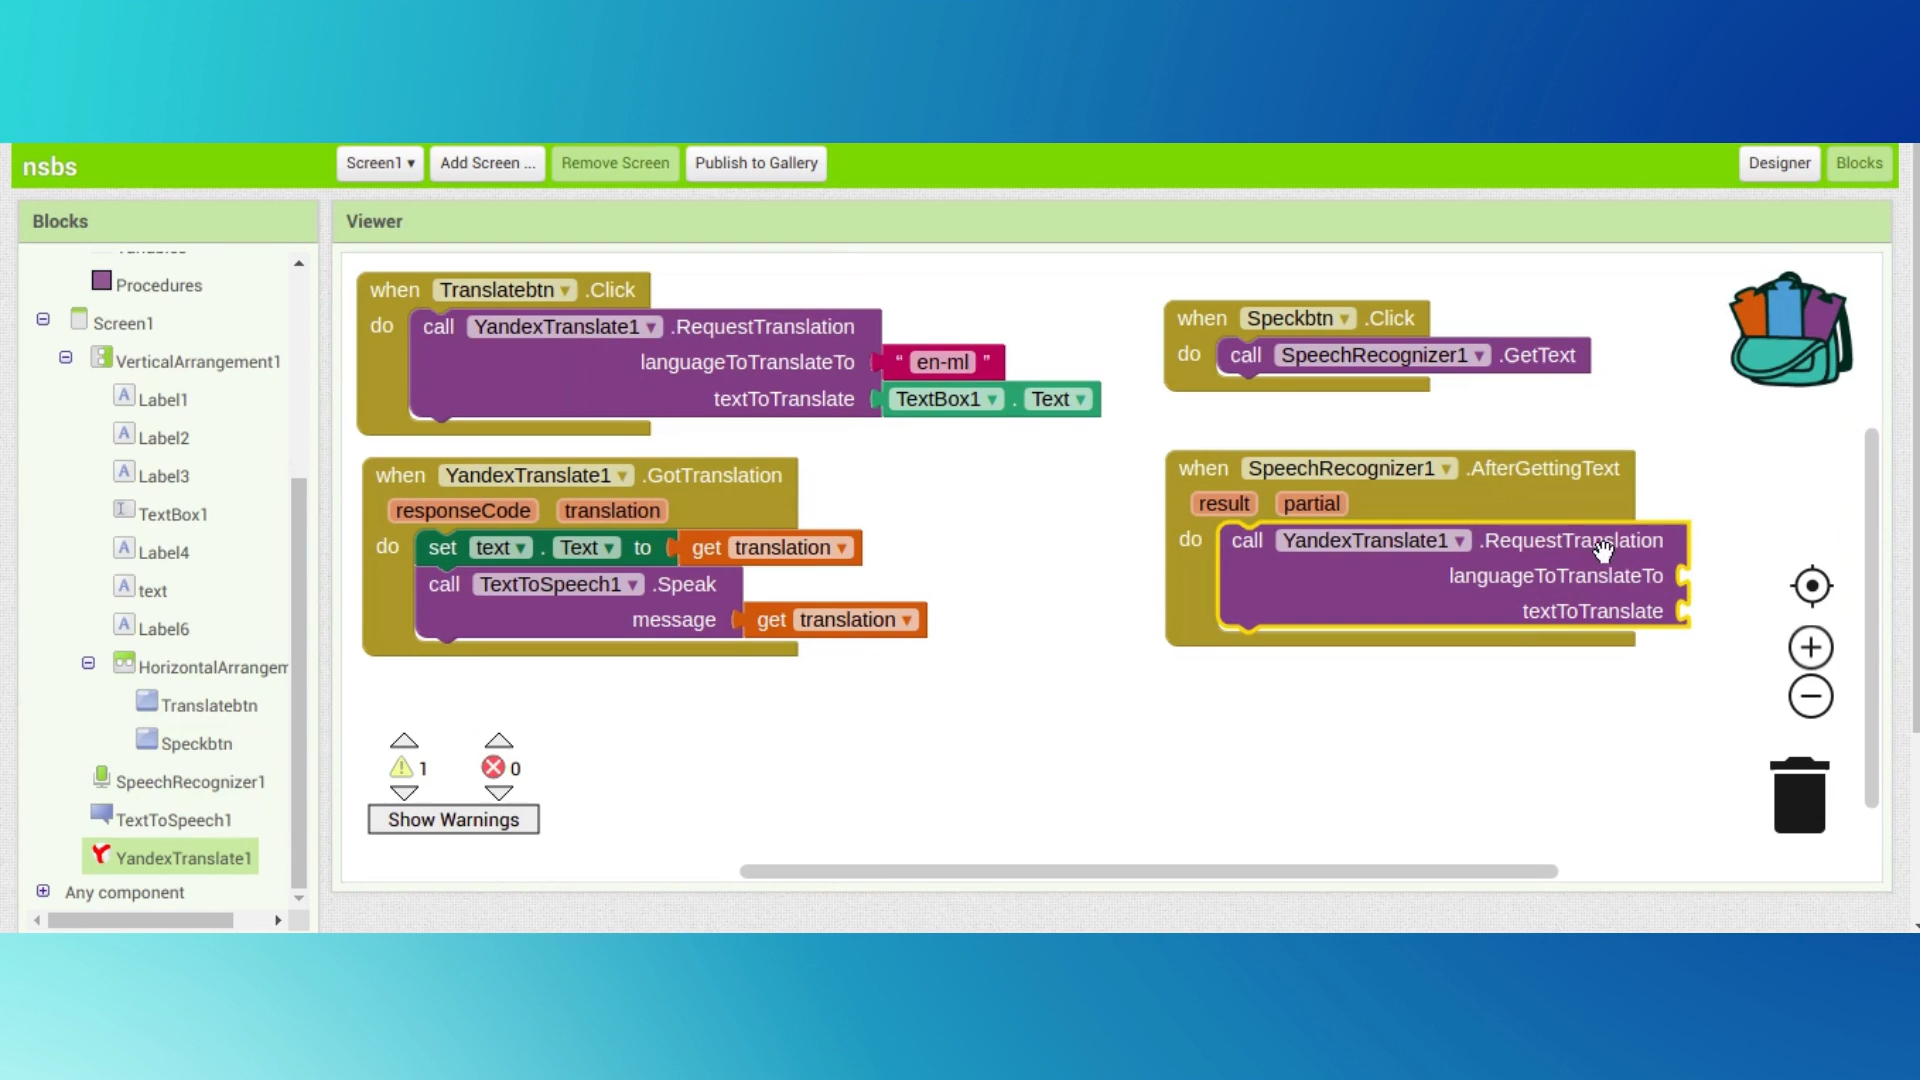 nsbs
Screen1 ▾
Add Screen ...
Remove Screen
Publish to Gallery
Designer
Blocks
Blocks
Procedures
Screen1
VerticalArrangement1
Label1
Label2
Label3
TextBox1
Label4
text
Label6
HorizontalArrangem
Translatebtn
Speckbtn
SpeechRecognizer1
TextToSpeech1
YandexTranslate1
Any component
Viewer
when Translatebtn ▾ .Click
do call YandexTranslate1 ▾ .RequestTranslation
languageToTranslateTo “ en-ml ”
textToTranslate TextBox1 ▾ . Text ▾
when YandexTranslate1 ▾ .GotTranslation
responseCode translation
do set text ▾ . Text ▾ to get translation ▾
call TextToSpeech1 ▾ .Speak
message get translation ▾
when Speckbtn ▾ .Click
do call SpeechRecognizer1 ▾ .GetText
when SpeechRecognizer1 ▾ .AfterGettingText
result partial
do call YandexTranslate1 ▾ .RequestTranslation
languageToTranslateTo
textToTranslate
1 0
Show Warnings